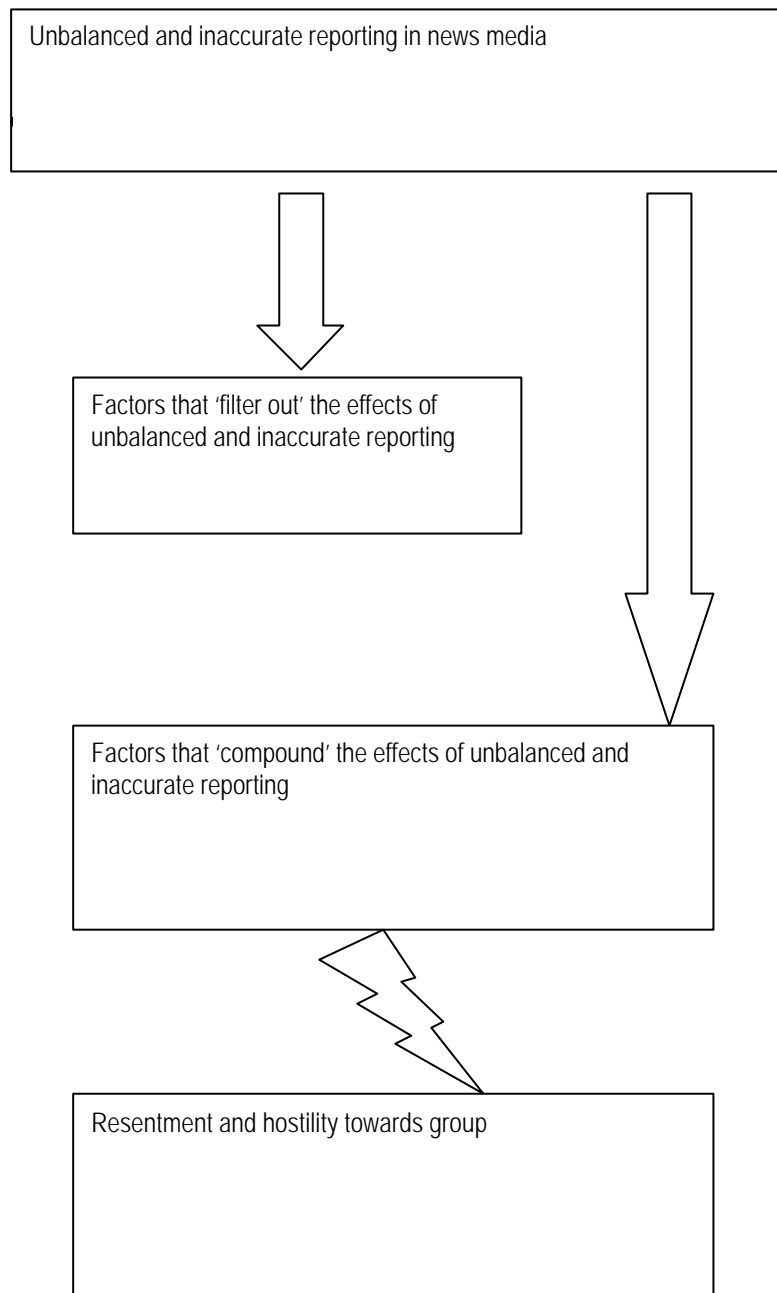 Unbalanced and inaccurate reporting in news media
Factors that ‘filter out’ the effects of
unbalanced and inaccurate reporting
Factors that ‘compound’ the effects of unbalanced and
inaccurate reporting
Resentment and hostility towards group